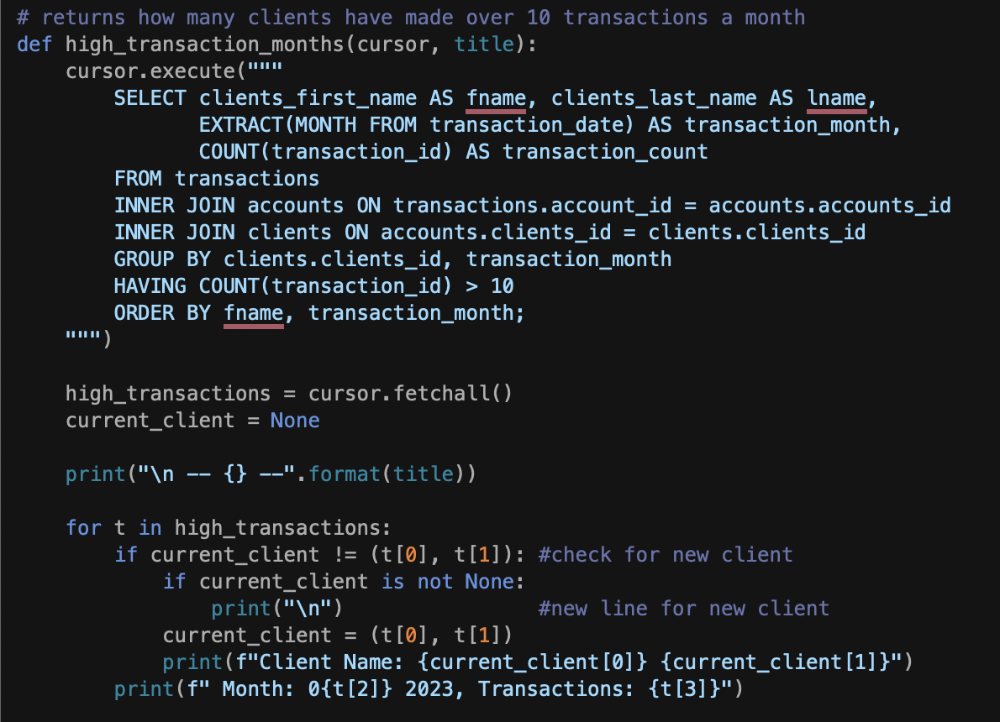 # returns how many clients have made over 10 transactions a month
def high_transaction_months(cursor, title):
    cursor.execute("""
        SELECT clients_first_name AS fname, clients_last_name AS lname,
               EXTRACT(MONTH FROM transaction_date) AS transaction_month,
               COUNT(transaction_id) AS transaction_count
        FROM transactions
        INNER JOIN accounts ON transactions.account_id = accounts.accounts_id
        INNER JOIN clients ON accounts.clients_id = clients.clients_id
        GROUP BY clients.clients_id, transaction_month
        HAVING COUNT(transaction_id) > 10
        ORDER BY fname, transaction_month;
    """)

    high_transactions = cursor.fetchall()
    current_client = None

    print("\n -- {} --".format(title))

    for t in high_transactions:
        if current_client != (t[0], t[1]): #check for new client
            if current_client is not None:
                print("\n")                #new line for new client
            current_client = (t[0], t[1])
            print(f"Client Name: {current_client[0]} {current_client[1]}")
        print(f" Month: 0{t[2]} 2023, Transactions: {t[3]}")